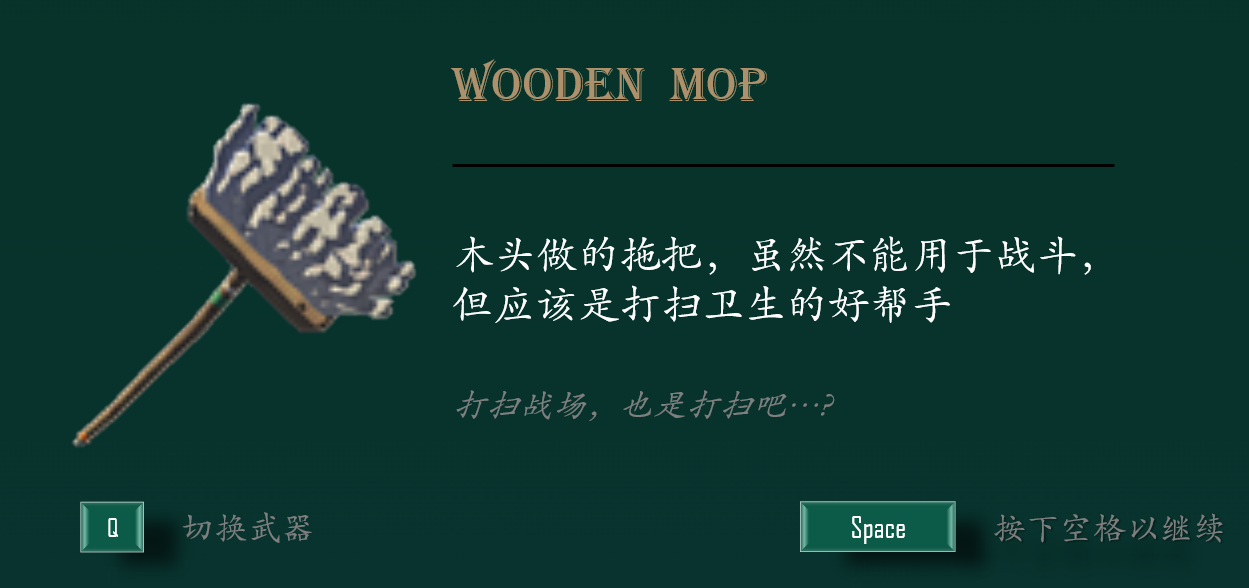 WOODEN MOP
木头做的拖把，虽然不能用于战斗，
但应该是打扫卫生的好帮手
打扫战场，也是打扫吧…?
Q 切换武器
Space 按下空格以继续